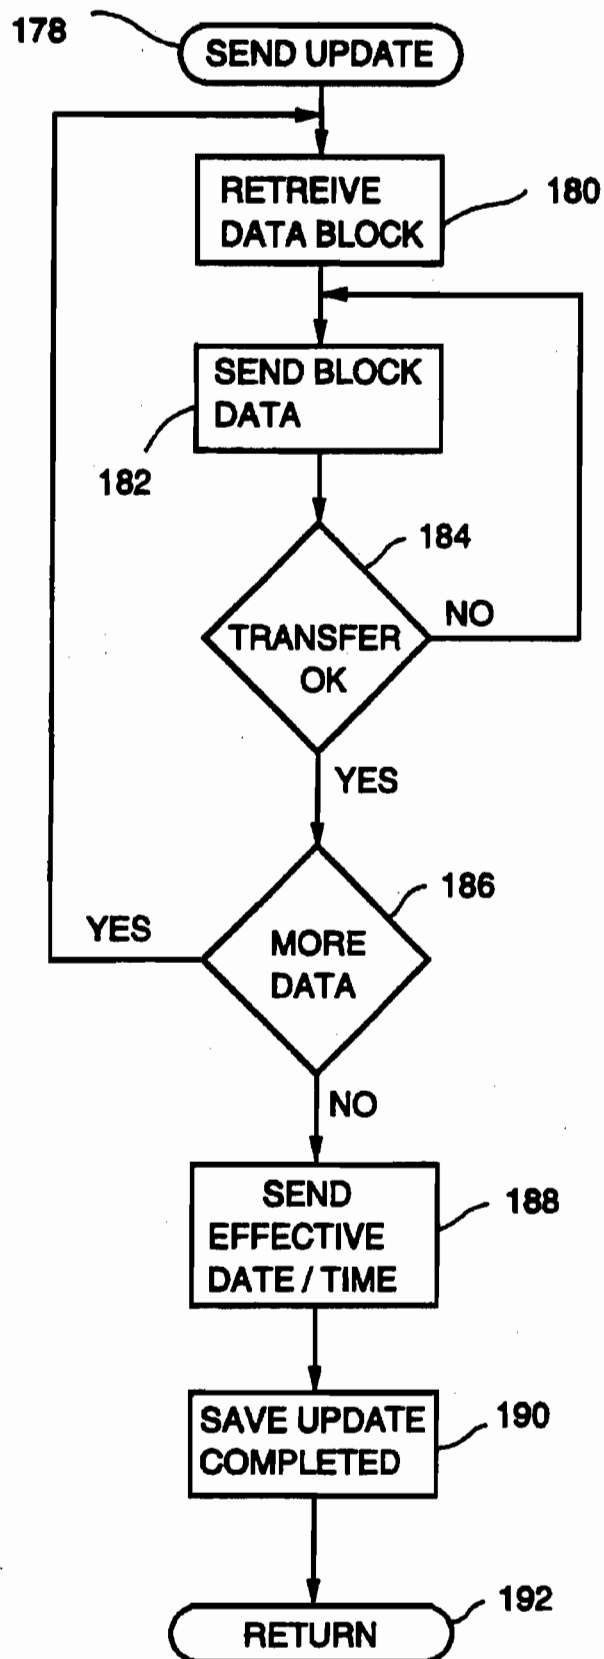 178
SEND UPDATE
RETREIVE
DATA BLOCK
180
SEND BLOCK
DATA
182
184
TRANSFER
OK
NO
YES
186
MORE
DATA
YES
NO
SEND
EFFECTIVE
DATE / TIME
188
SAVE UPDATE
COMPLETED
190
192
RETURN